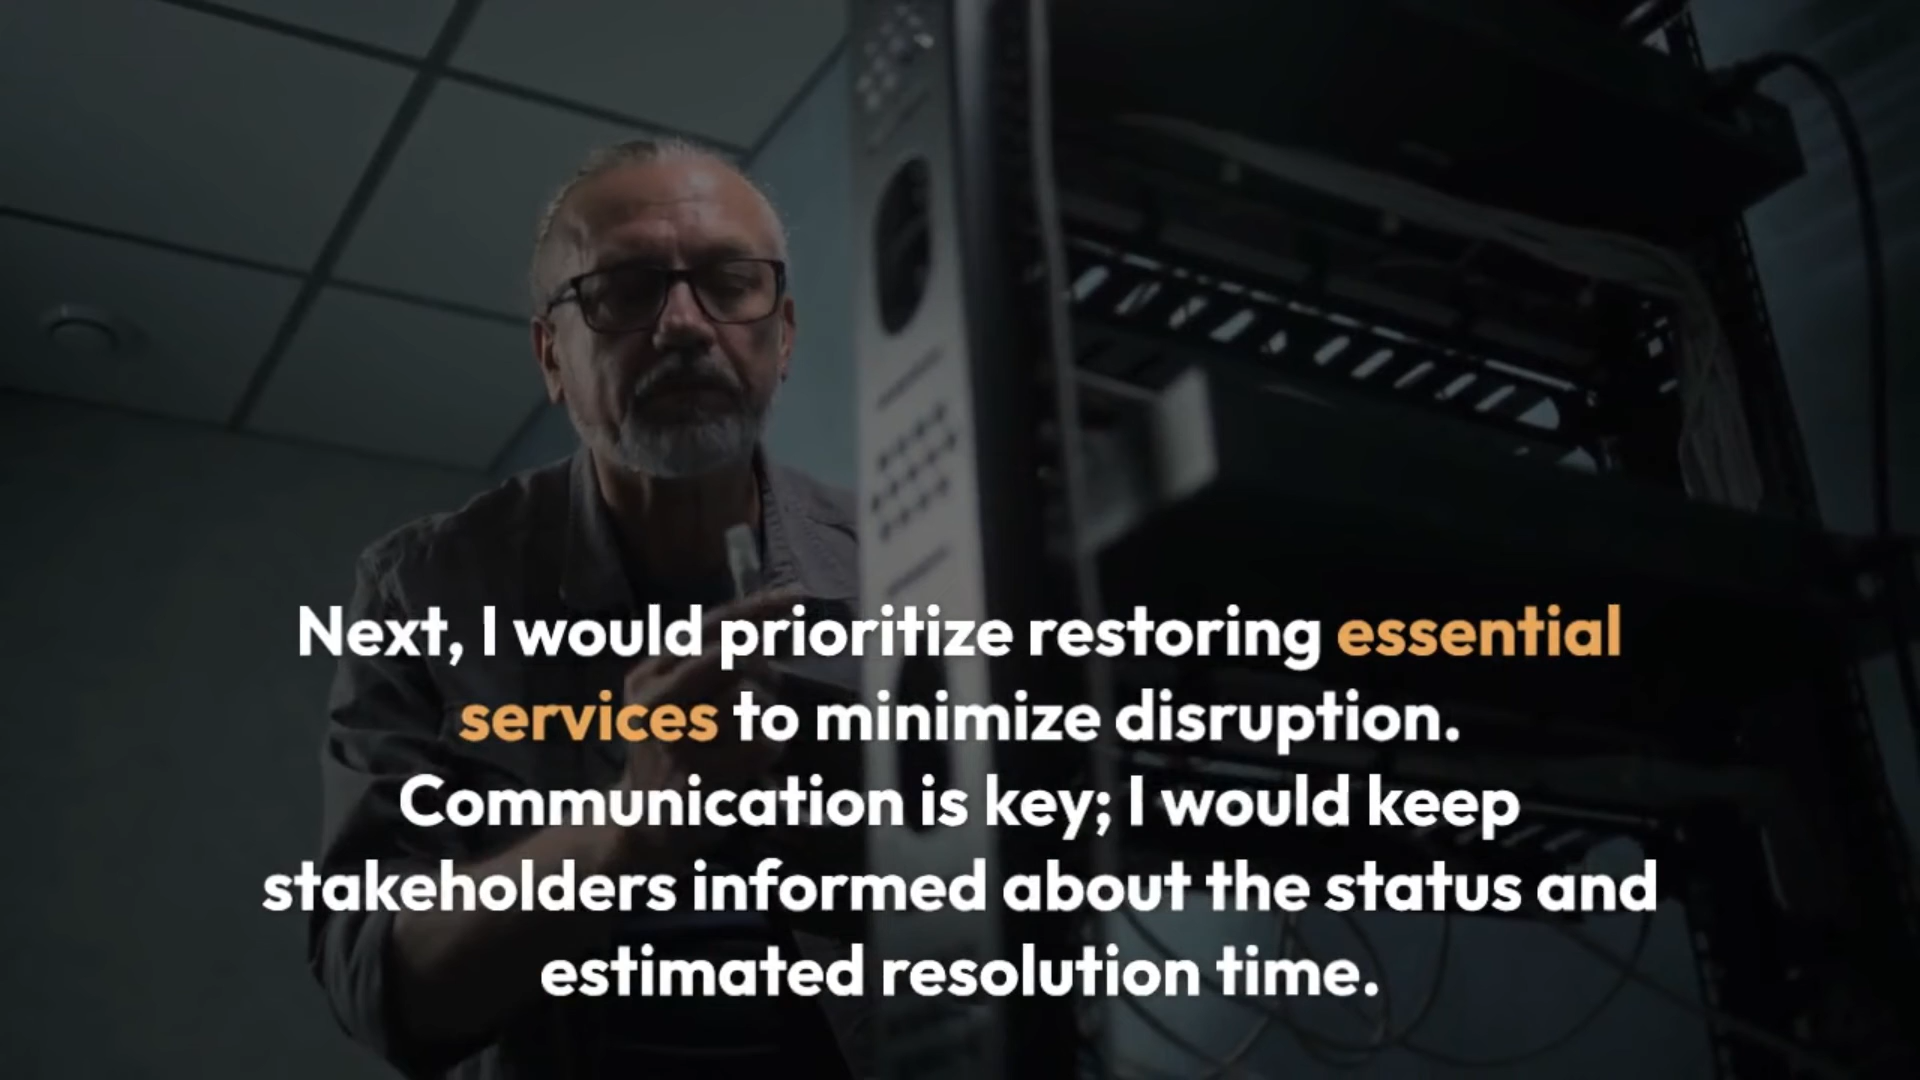 Next, I would prioritize restoring essential
services to minimize disruption.
Communication is key; I would keep
stakeholders informed about the status and
estimated resolution time.